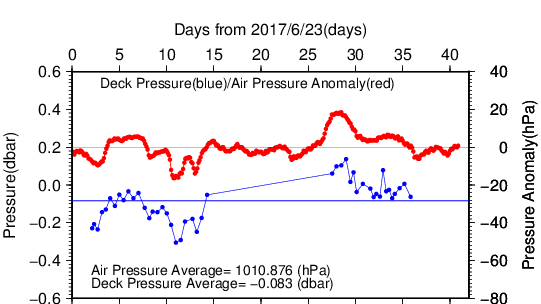 Days from 2017/6/23(days)
0 5 10 15 20 25 30 35 40
Deck Pressure(blue)/Air Pressure Anomaly(red)
0.6
0.4
0.2
0.0
−0.2
−0.4
−0.6
Pressure(dbar)
40
20
0
−20
−40
−60
−80
Pressure Anomaly(hPa)
Air Pressure Average= 1010.876 (hPa)
Deck Pressure Average= −0.083 (dbar)